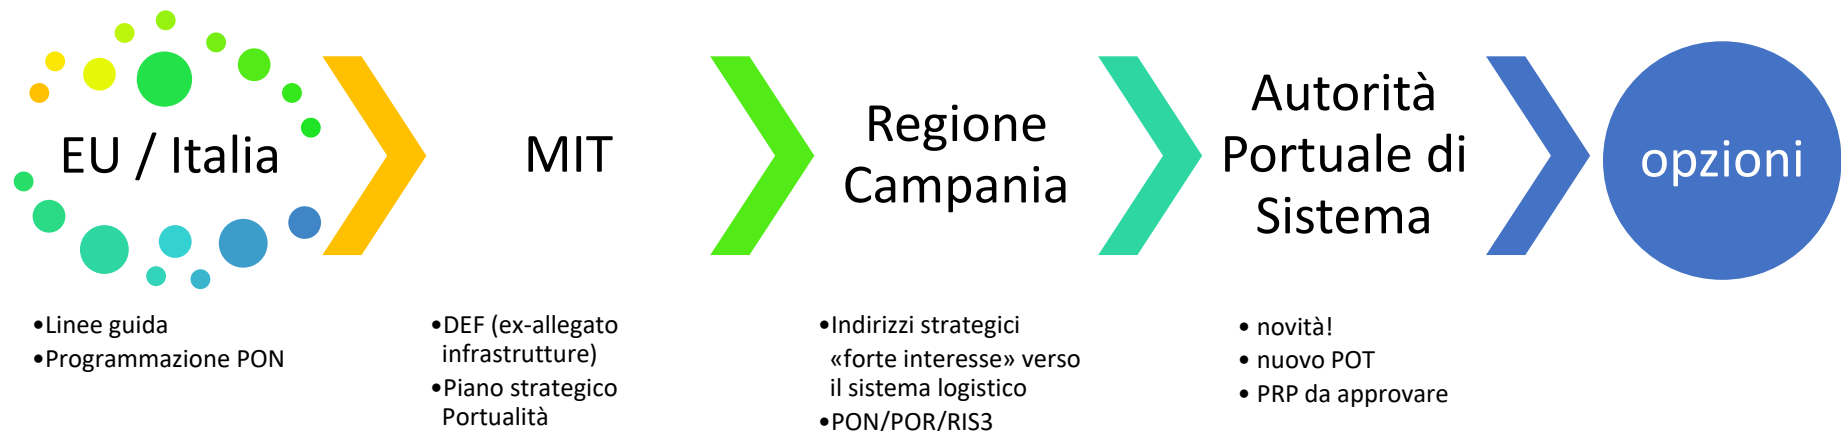 EU / Italia
•Linee guida
•Programmazione PON
MIT
•DEF (ex-allegato
infrastrutture)
•Piano strategico
Portualità
Regione
Campania
•Indirizzi strategici
«forte interesse» verso
il sistema logistico
•PON/POR/RIS3
Autorità
Portuale di
Sistema
• novità!
• nuovo POT
• PRP da approvare
opzioni